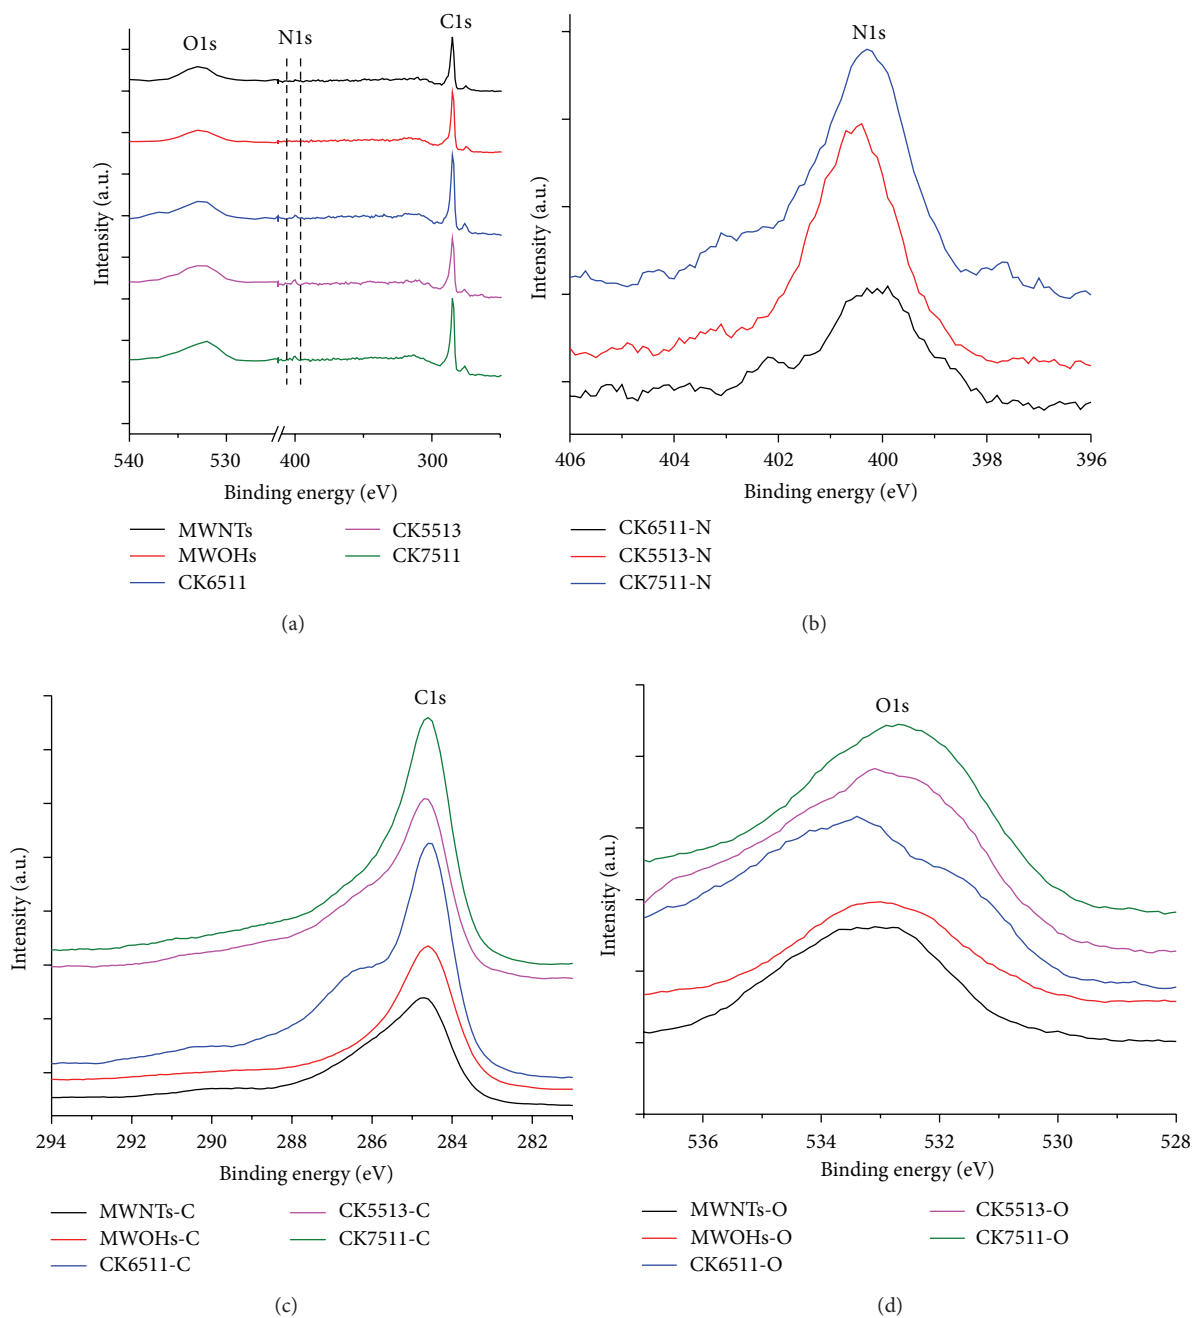 C1s
O1s
N1s
Intensity (a.u.)
540
530
400
300
Binding energy (eV)
MWNTs
CK5513
MWOHs
CK7511
CK6511
(a)
N1s
Intensity (a.u.)
406
404
402
400
398
396
Binding energy (eV)
CK6511-N
CK5513-N
CK7511-N
(b)
C1s
Intensity (a.u.)
294
292
290
288
286
284
282
Binding energy (eV)
MWNTs-C
CK5513-C
MWOHs-C
CK7511-C
CK6511-C
(c)
O1s
Intensity (a.u.)
536
534
532
530
528
Binding energy (eV)
MWNTs-O
CK5513-O
MWOHs-O
CK7511-O
CK6511-O
(d)